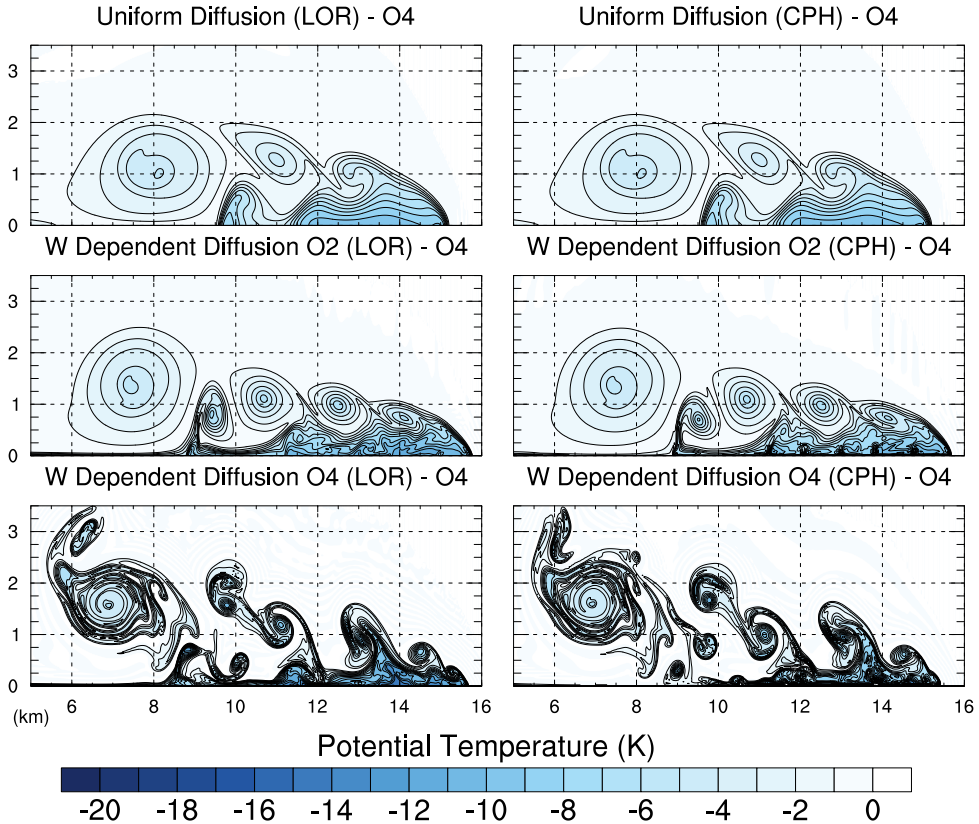 Uniform Diffusion (LOR) - O4
Uniform Diffusion (CPH) - O4
3
2
1
0
W Dependent Diffusion O2 (LOR) - O4
W Dependent Diffusion O2 (CPH) - O4
3
2
1
0
W Dependent Diffusion O4 (LOR) - O4
W Dependent Diffusion O4 (CPH) - O4
3
2
1
0
6 8 10 12 14 16
6 8 10 12 14 16
(km)
Potential Temperature (K)
-20 -18 -16 -14 -12 -10 -8 -6 -4 -2 0